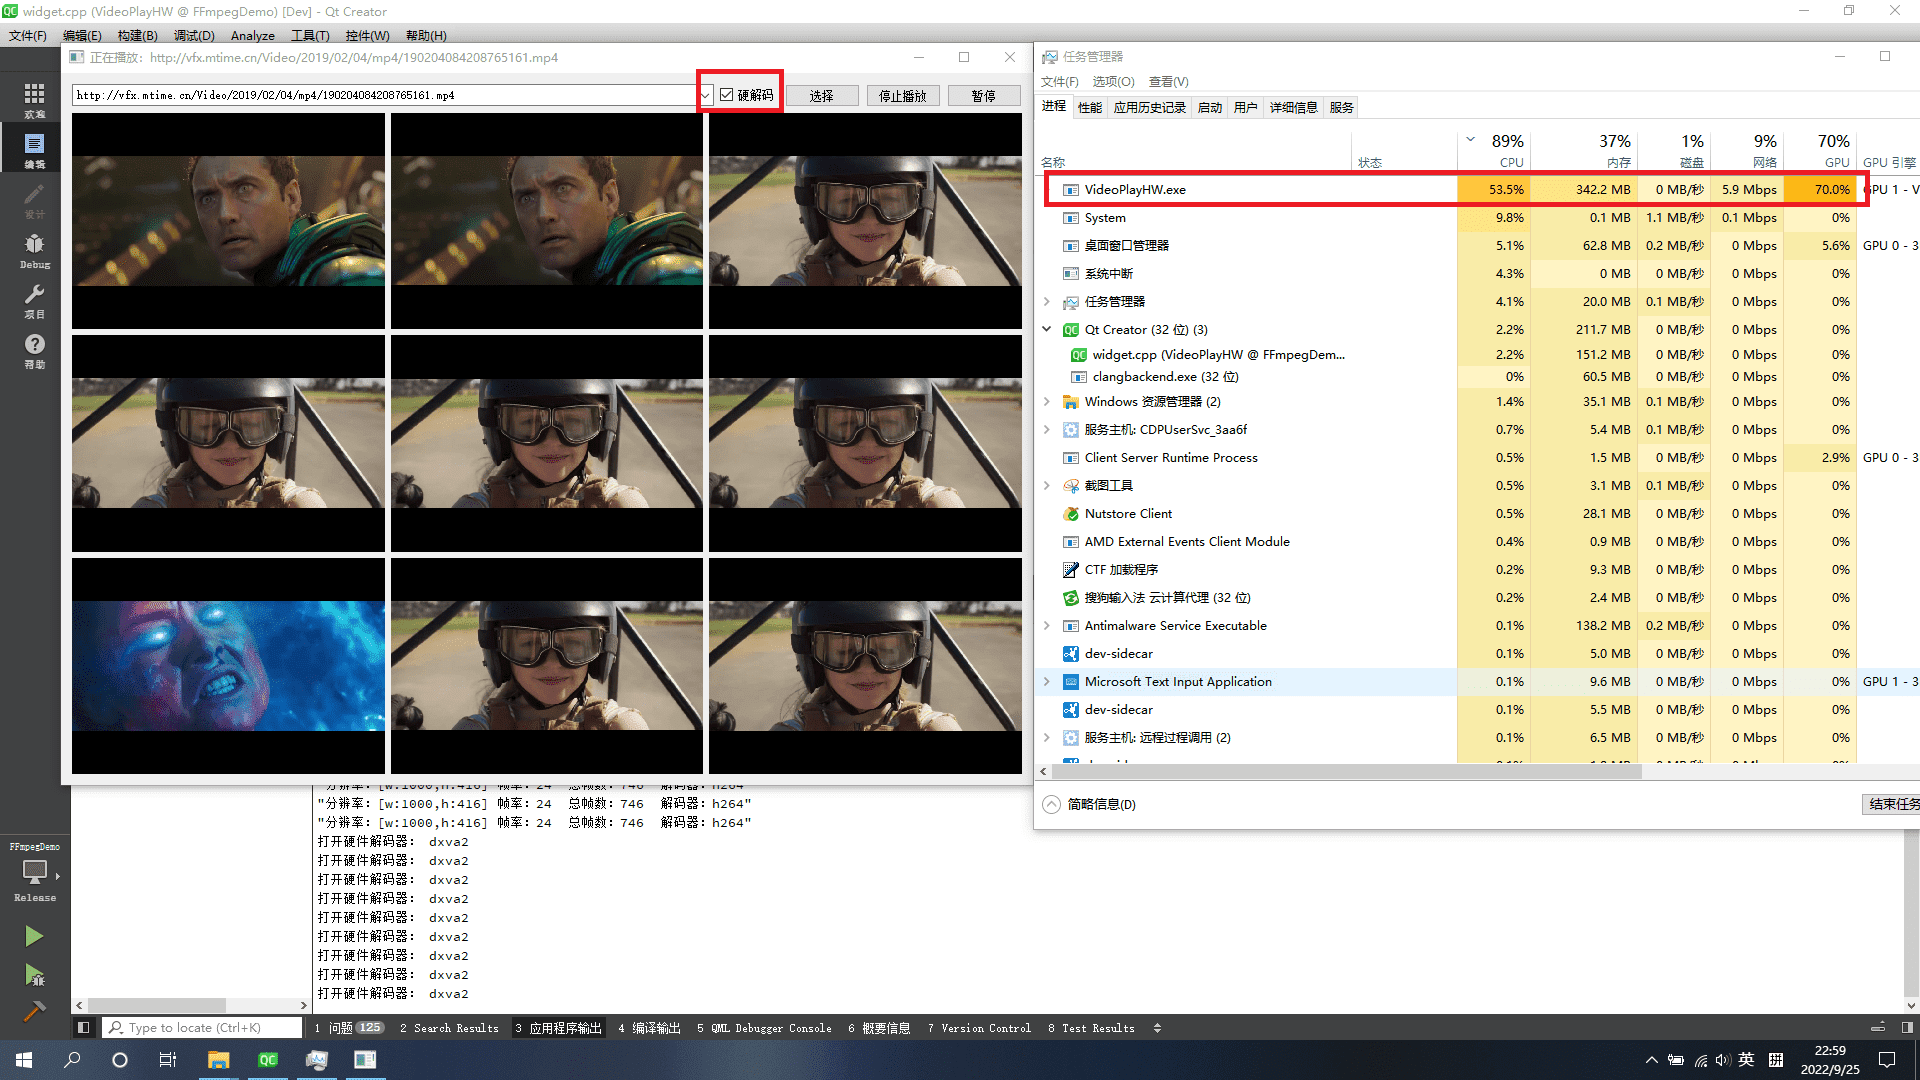 widget.cpp (VideoPlayHW @ FFmpegDemo) [Dev] - Qt Creator
文件(F) 编辑(E) 构建(B) 调试(D) Analyze 工具(T) 控件(W) 帮助(H)
正在播放: http://vfx.mtime.cn/Video/2019/02/04/mp4/190204084208765161.mp4
http://vfx.mtime.cn/Video/2019/02/04/mp4/190204084208765161.mp4 硬解码 选择 停止播放 暂停
欢迎
编辑
设计
Debug
项目
帮助
任务管理器
文件(F) 选项(O) 查看(V)
进程 性能 应用历史记录 启动 用户 详细信息 服务
89% 37% 1% 9% 70%
名称 状态 CPU 内存 磁盘 网络 GPU GPU 引擎
VideoPlayHW.exe 53.5% 342.2 MB 0 MB/秒 5.9 Mbps 70.0% GPU 1 - V
System 9.8% 0.1 MB 1.1 MB/秒 0.1 Mbps 0%
桌面窗口管理器 5.1% 62.8 MB 0.2 MB/秒 0 Mbps 5.6% GPU 0 - 3
系统中断 4.3% 0 MB 0 MB/秒 0 Mbps 0%
任务管理器 4.1% 20.0 MB 0.1 MB/秒 0 Mbps 0%
Qt Creator (32 位) (3) 2.2% 211.7 MB 0 MB/秒 0 Mbps 0%
widget.cpp (VideoPlayHW @ FFmpegDem... 2.2% 151.2 MB 0 MB/秒 0 Mbps 0%
clangbackend.exe (32 位) 0% 60.5 MB 0 MB/秒 0 Mbps 0%
Windows 资源管理器 (2) 1.4% 35.1 MB 0.1 MB/秒 0 Mbps 0%
服务主机: CDPUserSvc_3aa6f 0.7% 5.4 MB 0.1 MB/秒 0 Mbps 0%
Client Server Runtime Process 0.5% 1.5 MB 0 MB/秒 0 Mbps 2.9% GPU 0 - 3
截图工具 0.5% 3.1 MB 0.1 MB/秒 0 Mbps 0%
Nutstore Client 0.5% 28.1 MB 0 MB/秒 0 Mbps 0%
AMD External Events Client Module 0.4% 0.9 MB 0 MB/秒 0 Mbps 0%
CTF 加载程序 0.2% 9.3 MB 0 MB/秒 0 Mbps 0%
搜狗输入法 云计算代理 (32 位) 0.2% 2.4 MB 0 MB/秒 0 Mbps 0%
Antimalware Service Executable 0.1% 138.2 MB 0.2 MB/秒 0 Mbps 0%
dev-sidecar 0.1% 5.0 MB 0 MB/秒 0 Mbps 0%
Microsoft Text Input Application 0.1% 9.6 MB 0 MB/秒 0 Mbps 0% GPU 1 - 3
dev-sidecar 0.1% 5.5 MB 0 MB/秒 0 Mbps 0%
服务主机: 远程过程调用 (2) 0.1% 6.5 MB 0 MB/秒 0 Mbps 0%
简略信息(D) 结束任务
"分辨率: [w:1000,h:416] 帧率: 24 总帧数: 746 解码器: h264"
"分辨率: [w:1000,h:416] 帧率: 24 总帧数: 746 解码器: h264"
"分辨率: [w:1000,h:416] 帧率: 24 总帧数: 746 解码器: h264"
打开硬件解码器: dxva2
打开硬件解码器: dxva2
打开硬件解码器: dxva2
打开硬件解码器: dxva2
打开硬件解码器: dxva2
打开硬件解码器: dxva2
打开硬件解码器: dxva2
打开硬件解码器: dxva2
打开硬件解码器: dxva2
FFmpegDemo
Release
Type to locate (Ctrl+K) 1 问题 125 2 Search Results 3 应用程序输出 4 编译输出 5 QML Debugger Console 6 概要信息 7 Version Control 8 Test Results
QC 英 拼 22:59
2022/9/25